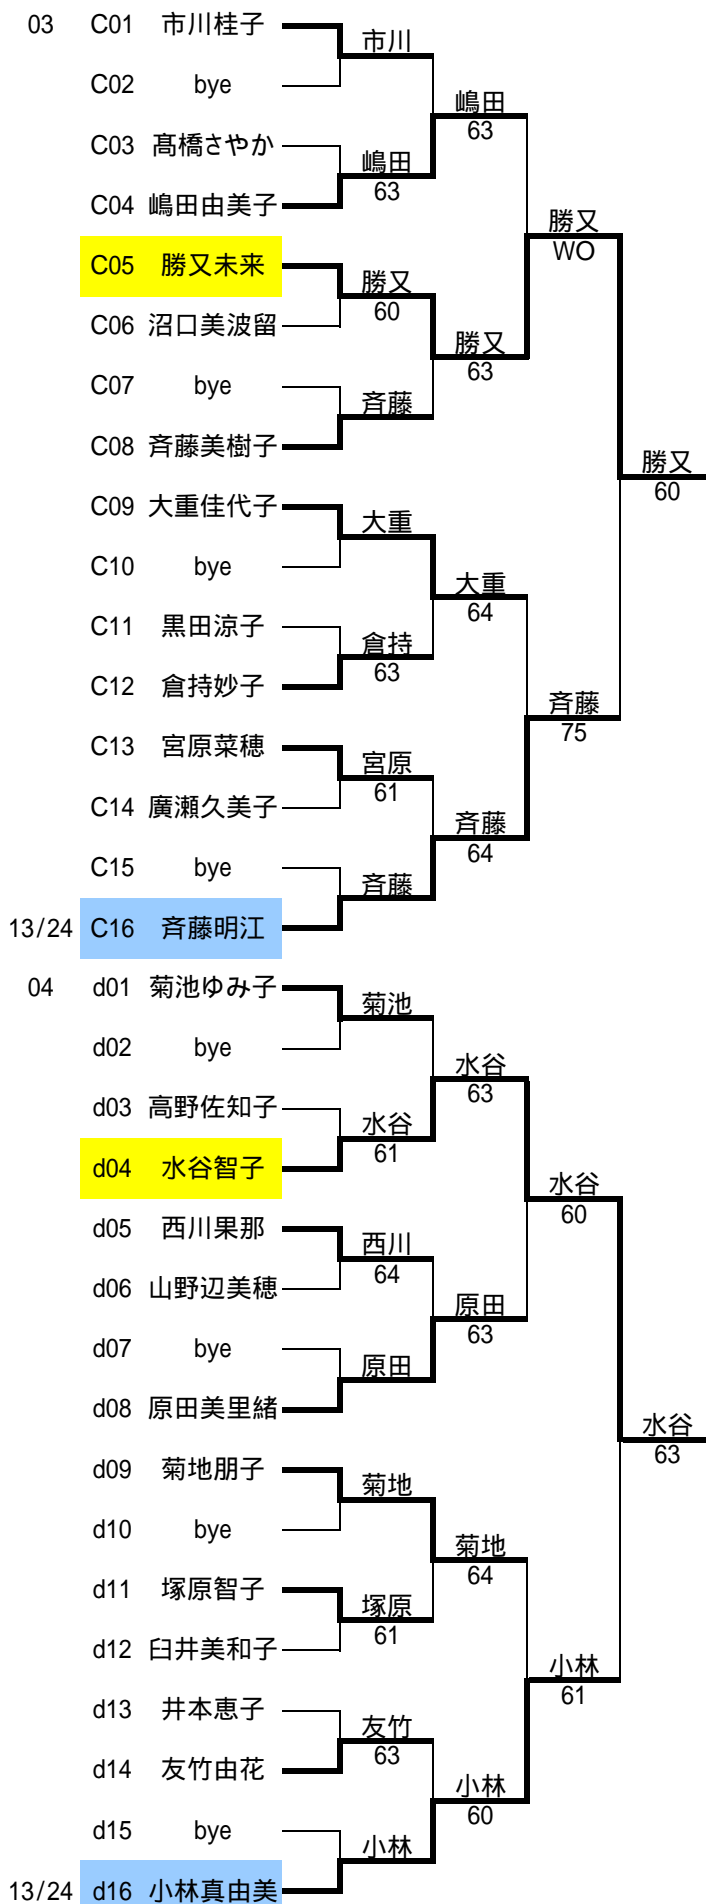 03 C01 市川桂子
市川
C02 bye
嶋田
63
C03 髙橋さやか
嶋田
63
C04 嶋田由美子
勝又
WO
C05 勝又未来
勝又
60
C06 沼口美波留
勝又
63
C07 bye
斉藤
C08 斉藤美樹子
勝又
60
C09 大重佳代子
大重
C10 bye
大重
64
C11 黒田涼子
倉持
63
C12 倉持妙子
斉藤
75
C13 宮原菜穂
宮原
61
C14 廣瀬久美子
斉藤
64
C15 bye
斉藤
13/24 C16 斉藤明江
04 d01 菊池ゆみ子
菊池
d02 bye
水谷
63
d03 高野佐知子
水谷
61
d04 水谷智子
水谷
60
d05 西川果那
西川
64
d06 山野辺美穂
原田
63
d07 bye
原田
d08 原田美里緒
水谷
63
d09 菊地朋子
菊地
d10 bye
菊地
64
d11 塚原智子
塚原
61
d12 臼井美和子
小林
61
d13 井本恵子
友竹
63
d14 友竹由花
小林
60
d15 bye
小林
13/24 d16 小林真由美